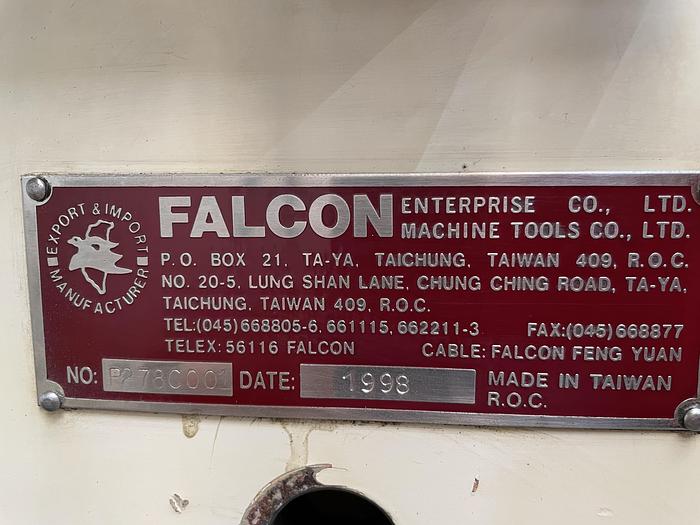 EXPORT & IMPORT
MANUFACTURER
FALCON
ENTERPRISE CO., LTD.
MACHINE TOOLS CO., LTD.
P.O. BOX 21, TA-YA, TAICHUNG, TAIWAN 409, R.O.C.
NO. 20-5, LUNG SHAN LANE, CHUNG CHING ROAD, TA-YA,
TAICHUNG, TAIWAN 409, R.O.C.
TEL:(045)668805-6, 661115, 662211-3 FAX:(045)668877
TELEX: 56116 FALCON CABLE: FALCON FENG YUAN
NO: DATE: 1998 MADE IN TAIWAN
R.O.C.